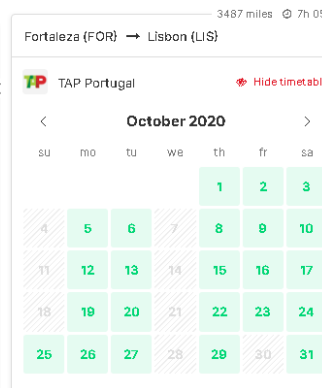 3487 miles 7h 05
Fortaleza {FOR} → Lisbon {LIS}
TAP TAP Portugal Hide timetabl
October 2020
su mo tu we th fr sa
1 2 3
4 5 6 7 8 9 10
11 12 13 14 15 16 17
18 19 20 21 22 23 24
25 26 27 28 29 30 31